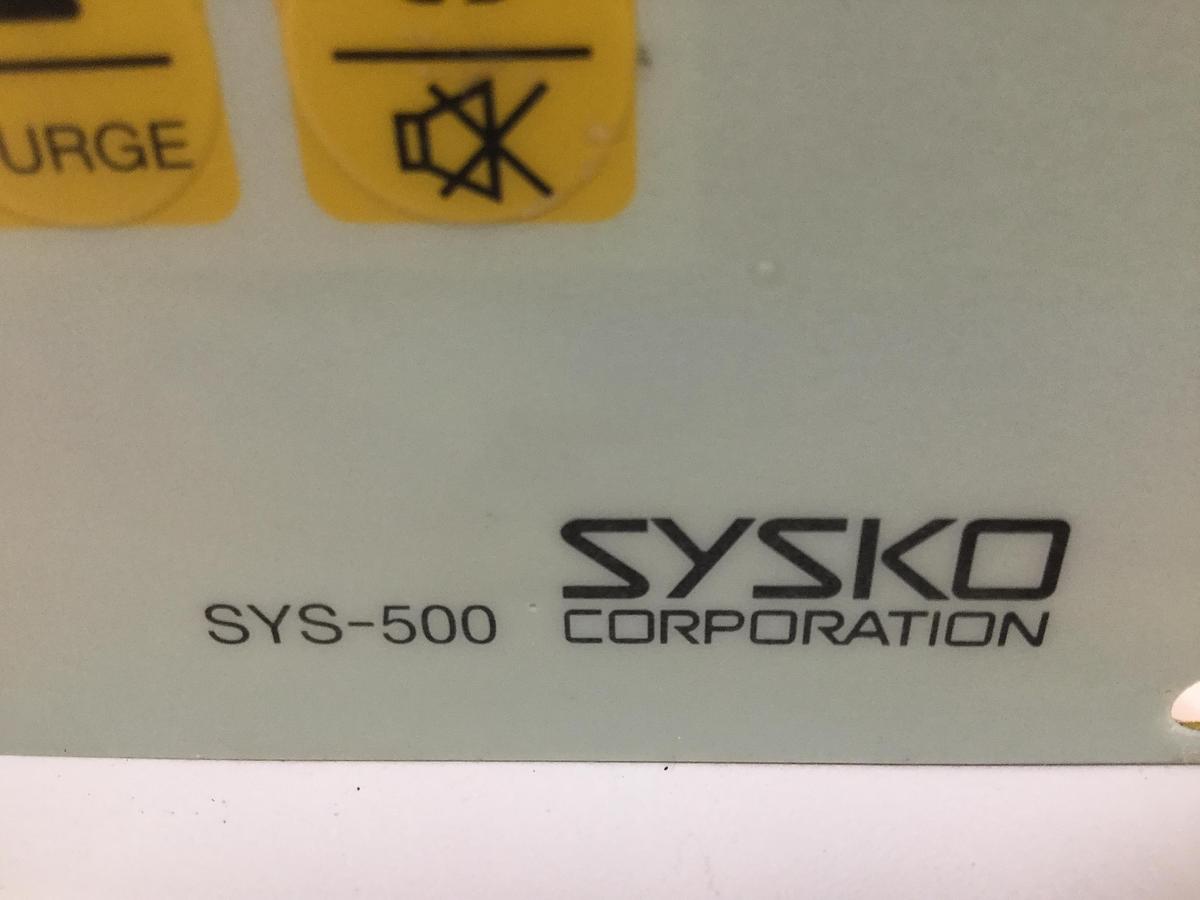 URGE
SYS-500
SYSKO
CORPORATION